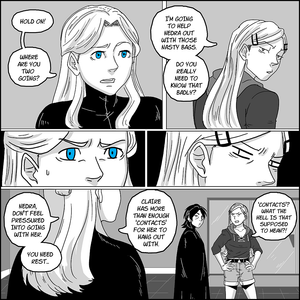 HOLD ON!
WHERE
ARE YOU
TWO
GOING?
I'M
GOING TO
HELP
HEDRA OUT
WITH THOSE
NASTY BAGS.
DO YOU
REALLY
NEED TO
KNOW THAT
BADLY?
HEDRA,
DON'T FEEL
PRESSURED
INTO GOING
WITH HER.
YOU NEED
REST..
CLAIRE
HAS MORE
THAN ENOUGH
'CONTACTS'
FOR HER TO
HANG OUT
WITH.
'CONTACTS'?
WHAT
THE HELL
IS THAT
SUPPOSED
TO MEAN?!